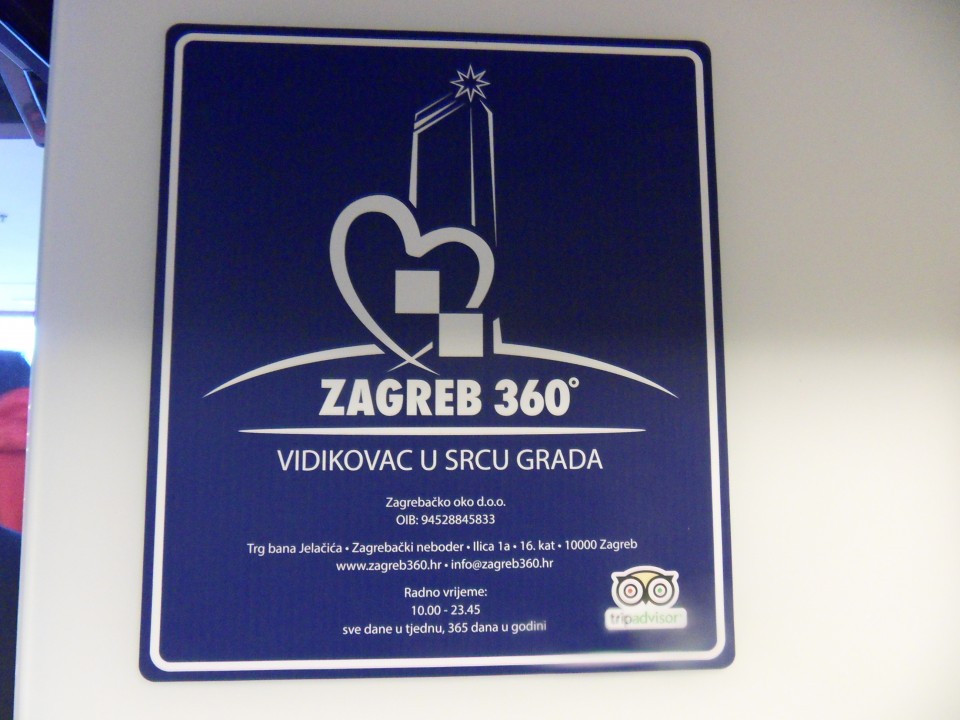 ZAGREB 360°
VIDIKOVAC U SRCU GRADA
Zagrebačko oko d.o.o.
OIB: 94528845833
Trg bana Jelačića • Zagrebački neboder • Ilica 1a • 16. kat • 10000 Zagreb
www.zagreb360.hr • info@zagreb360.hr
Radno vrijeme:
10.00 - 23.45
sve dane u tjednu, 365 dana u godini
tripadvisor